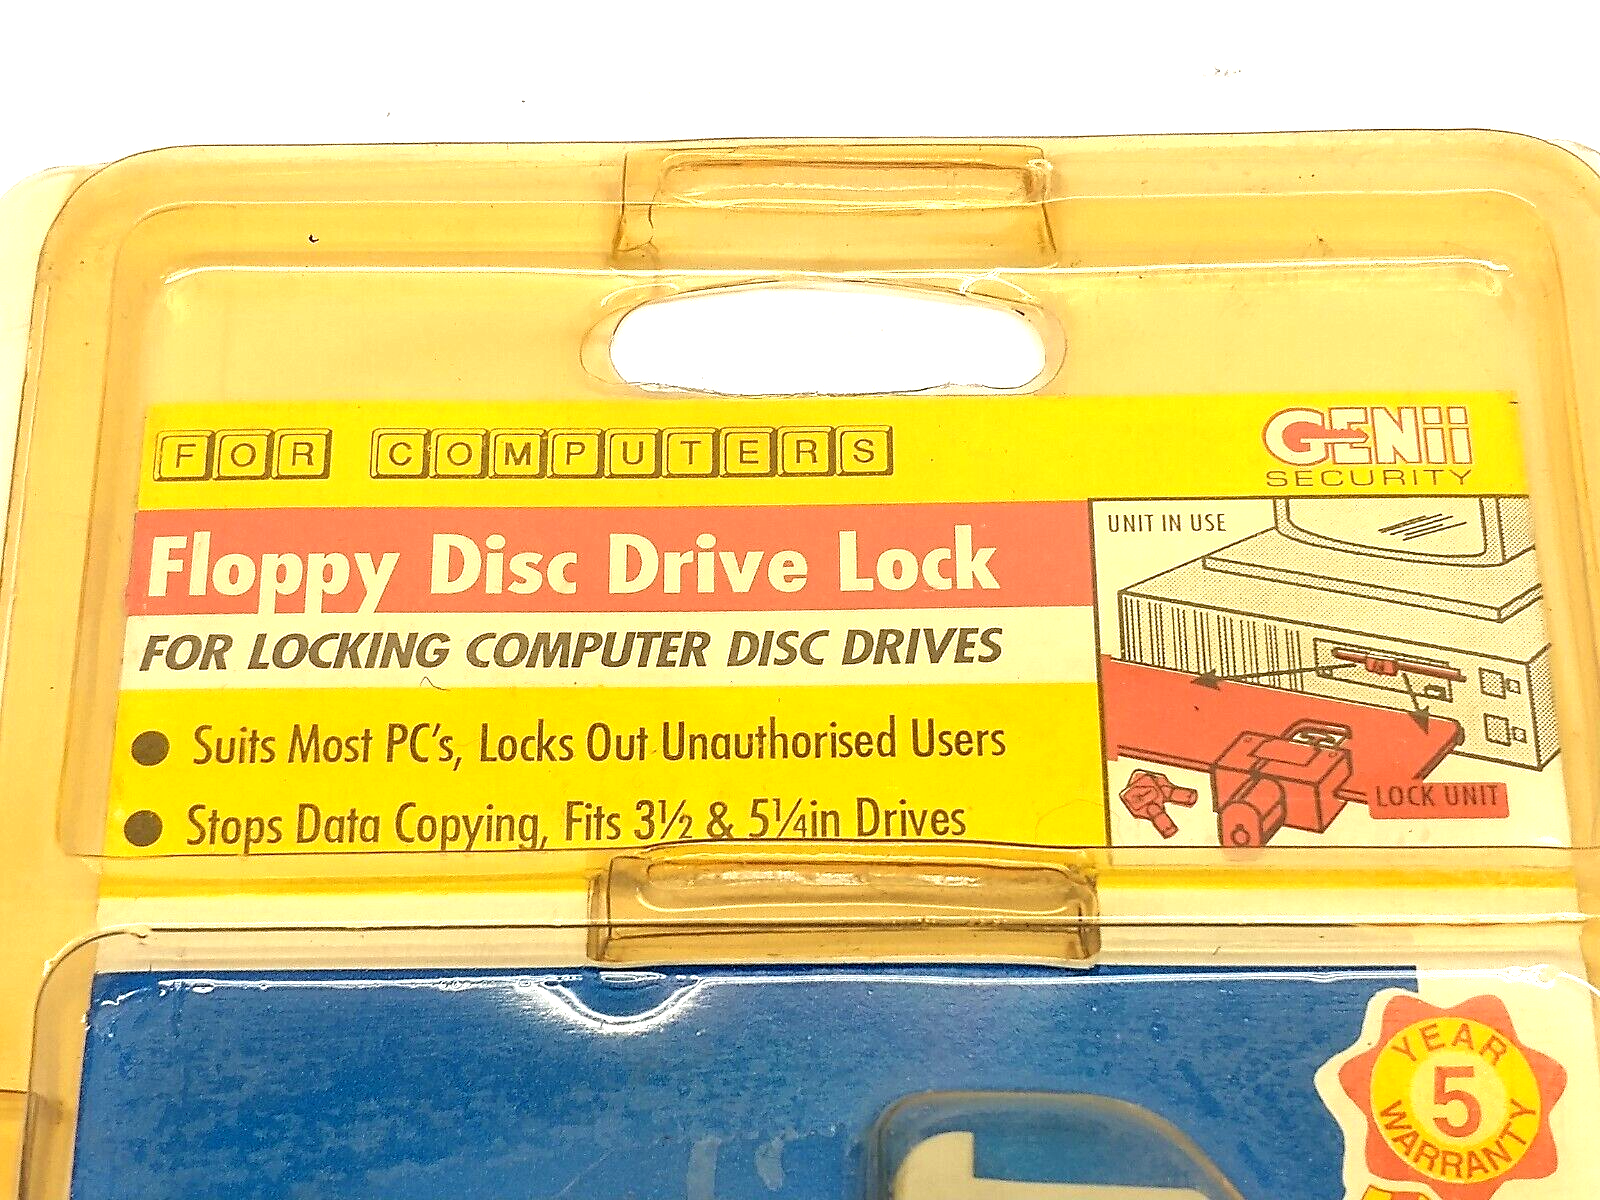 FOR COMPUTERS
GENii
SECURITY
Floppy Disc Drive Lock
FOR LOCKING COMPUTER DISC DRIVES
● Suits Most PC's, Locks Out Unauthorised Users
● Stops Data Copying, Fits 3½ & 5¼in Drives
UNIT IN USE
LOCK UNIT
YEAR
5
WARRANTY